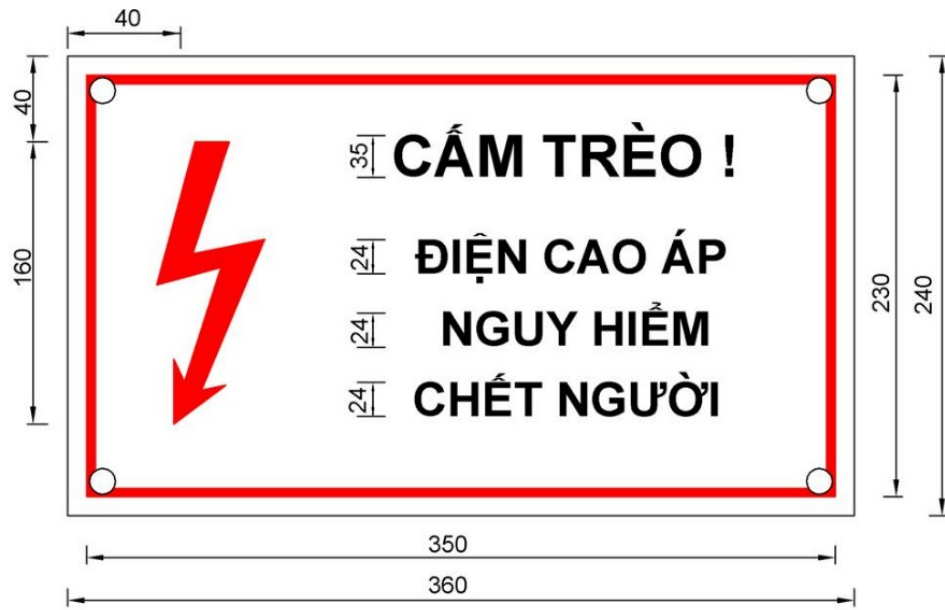 40
40
35 CẤM TRÈO !
24 ĐIỆN CAO ÁP
160
230
240
24 NGUY HIỂM
24 CHẾT NGƯỜI
350
360